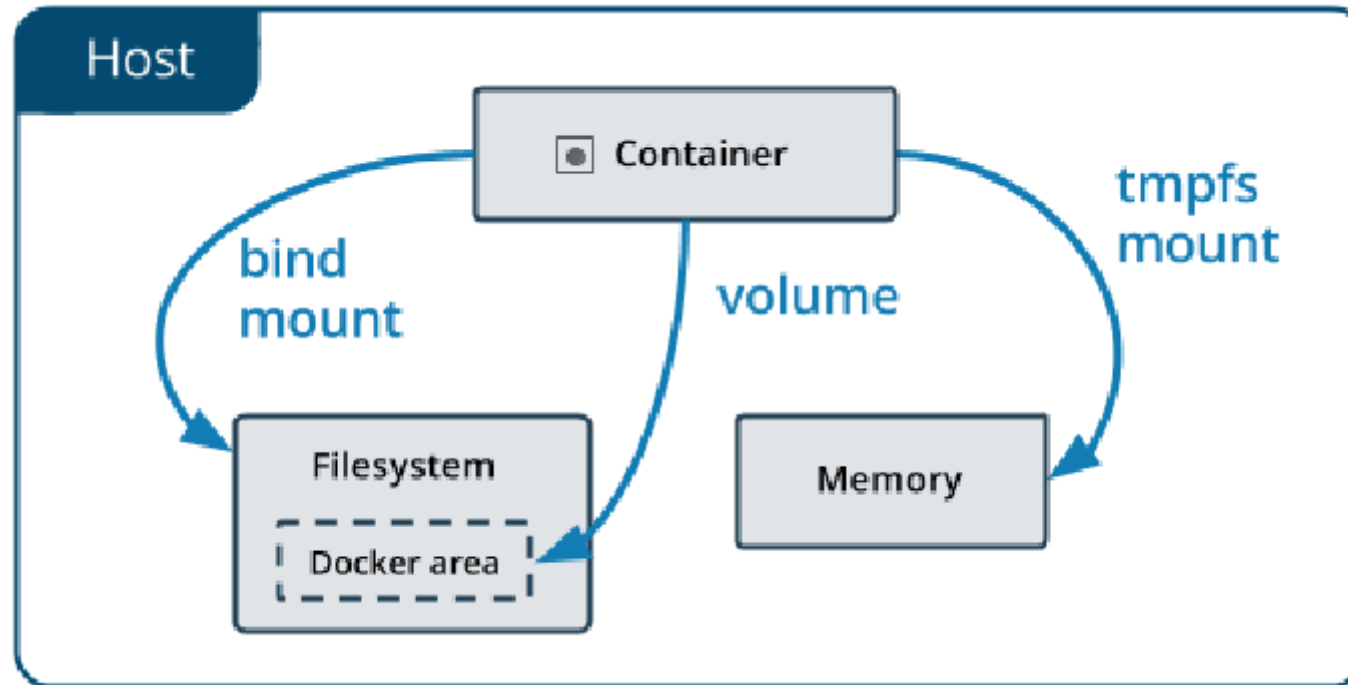 Host
Container
bind
mount
volume
tmpfs
mount
Filesystem
Docker area
Memory